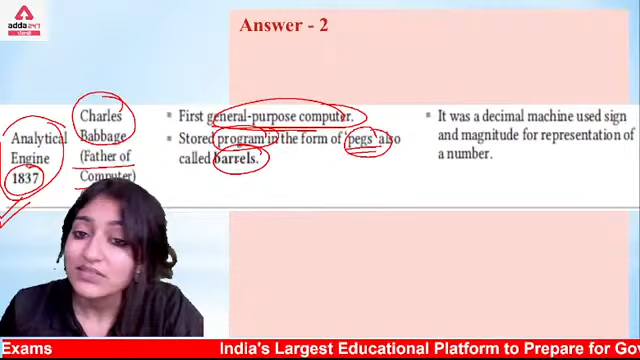 adda247
ਪੰਜਾਬੀ
Answer - 2
Analytical
Engine
1837
Charles
Babbage
(Father of
Computer)
• First general-purpose computer.
• Stored program in the form of 'pegs' also
called barrels.
• It was a decimal machine used sign
and magnitude for representation of
a number.
Exams
India's Largest Educational Platform to Prepare for Gov